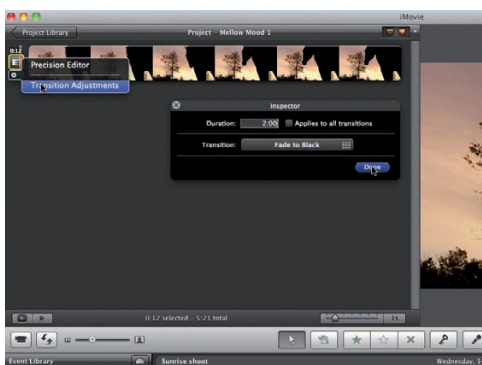 iMovie
Project Library
Project – Mellow Mood 1
0:12
Precision Editor
Transition Adjustments
Inspector
Duration: 2:00 Applies to all transitions
Transition: Fade to Black
Done
0:12 selected – 5:21 total
1s
Event Library
Sunrise shoot
Wednesday,